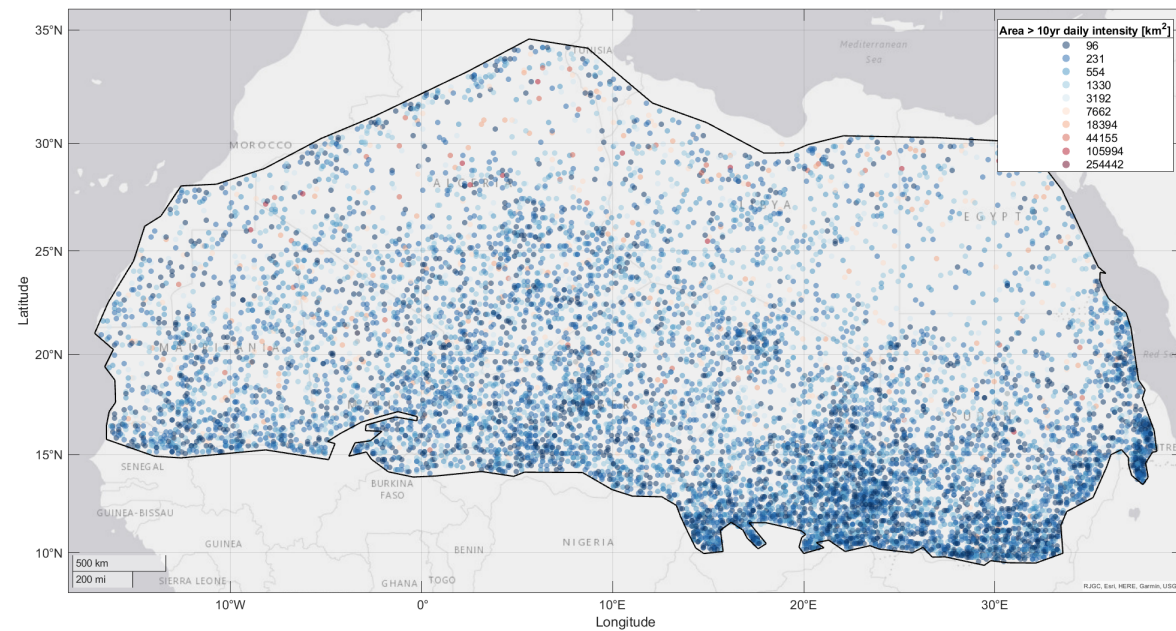 35°N
30°N
25°N
20°N
15°N
10°N
Latitude
10°W
0°
10°E
20°E
30°E
Longitude
Area > 10yr daily intensity [km²]
96
231
554
1330
3192
7662
18394
44155
105994
254442
Mediterranean
Sea
TUNISIA
MOROCCO
ALGERIA
LIBYA
EGYPT
MAURITANIA
Red Sea
SUDAN
SENEGAL
BURKINA
FASO
GUINEA-BISSAU
GUINEA
BENIN
NIGERIA
SIERRA LEONE
GHANA
TOGO
500 km
200 mi
RJGC, Esri, HERE, Garmin, USG